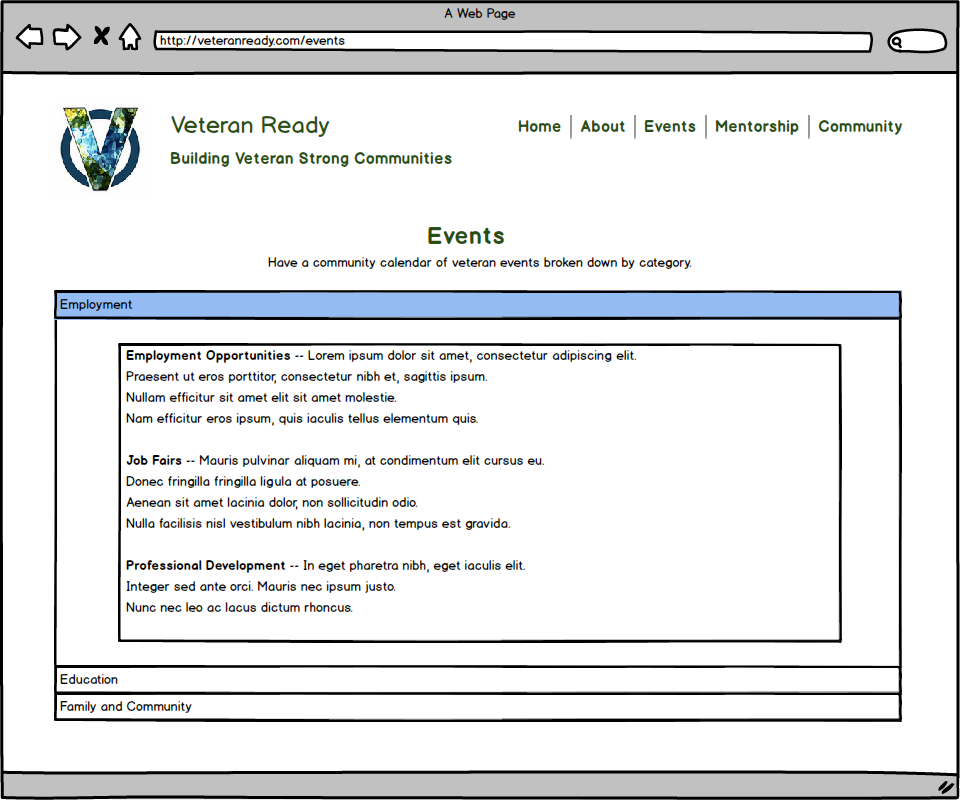 A Web Page
http://veteranready.com/events
V
Veteran Ready
Home About Events Mentorship Community
Building Veteran Strong Communities
Events
Have a community calendar of veteran events broken down by category.
Employment
Employment Opportunities -- Lorem ipsum dolor sit amet, consectetur adipiscing elit.
Praesent ut eros porttitor, consectetur nibh et, sagittis ipsum.
Nullam efficitur sit amet elit sit amet molestie.
Nam efficitur eros ipsum, quis iaculis tellus elementum quis.
Job Fairs -- Mauris pulvinar aliquam mi, at condimentum elit cursus eu.
Donec fringilla fringilla ligula at posuere.
Aenean sit amet lacinia dolor, non sollicitudin odio.
Nulla facilisis nisl vestibulum nibh lacinia, non tempus est gravida.
Professional Development -- In eget pharetra nibh, eget iaculis elit.
Integer sed ante orci. Mauris nec ipsum justo.
Nunc nec leo ac lacus dictum rhoncus.
Education
Family and Community